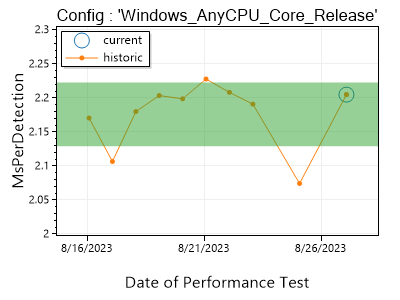 Config : 'Windows_AnyCPU_Core_Release'
current
historic
MsPerDetection
2.3
2.25
2.2
2.15
2.1
2.05
2
8/16/2023
8/21/2023
8/26/2023
Date of Performance Test